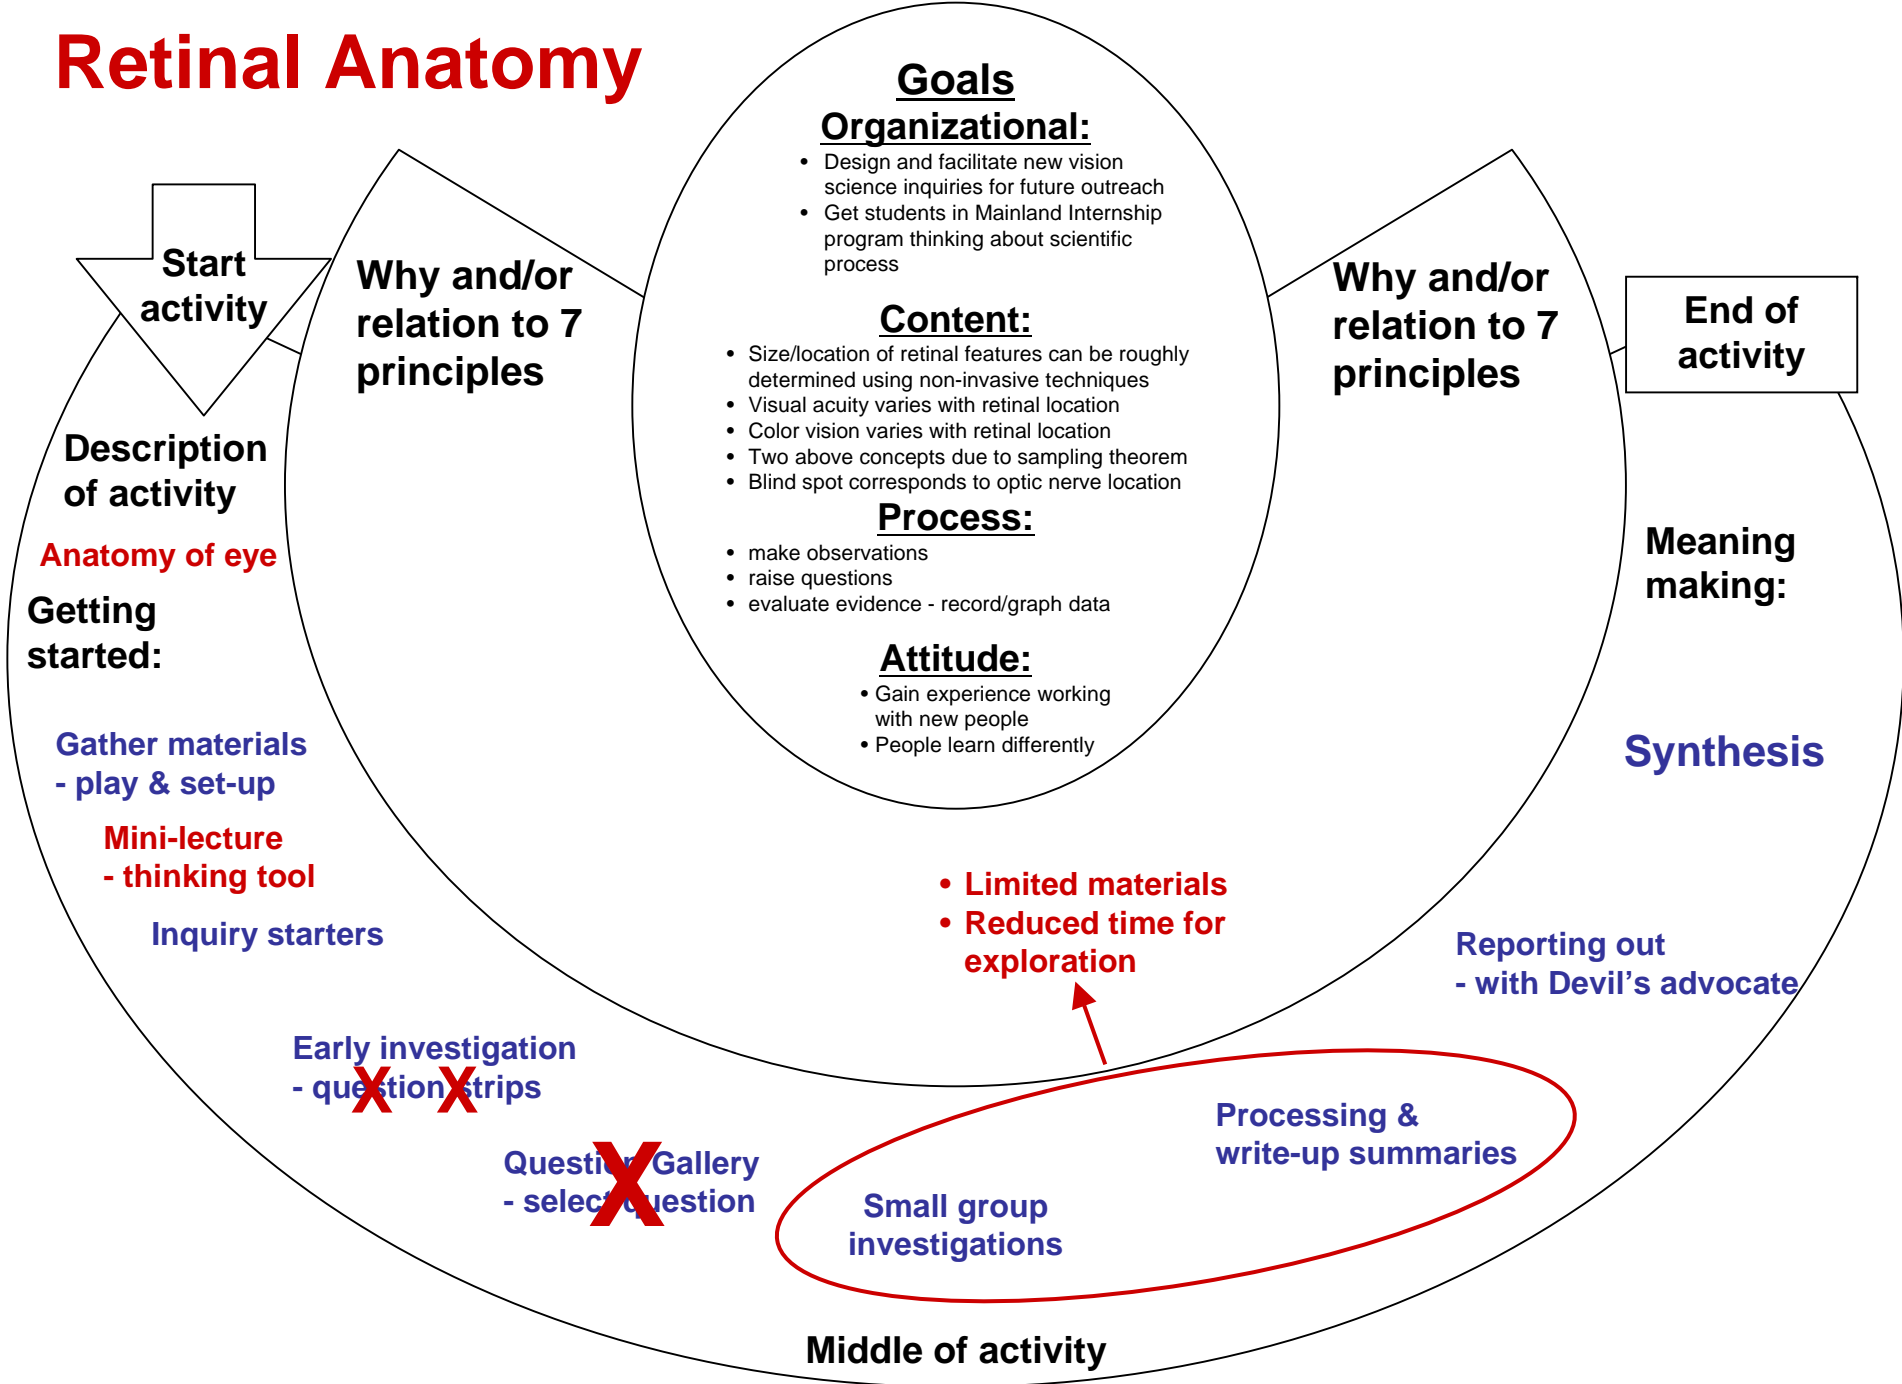 Retinal Anatomy
Goals
Organizational:
• Design and facilitate new vision
science inquiries for future outreach
• Get students in Mainland Internship
program thinking about scientific
process
Content:
• Size/location of retinal features can be roughly
determined using non-invasive techniques
• Visual acuity varies with retinal location
• Color vision varies with retinal location
• Two above concepts due to sampling theorem
• Blind spot corresponds to optic nerve location
Process:
• make observations
• raise questions
• evaluate evidence - record/graph data
Attitude:
• Gain experience working
with new people
• People learn differently
Start
activity
Why and/or
relation to 7
principles
Description
of activity
Anatomy of eye
Getting
started:
Gather materials
- play & set-up
Mini-lecture
- thinking tool
Inquiry starters
Early investigation
- question strips
X X
Question Gallery
- select question
X
• Limited materials
• Reduced time for
exploration
Small group
investigations
Processing &
write-up summaries
Middle of activity
Why and/or
relation to 7
principles
End of
activity
Meaning
making:
Synthesis
Reporting out
- with Devil’s advocate